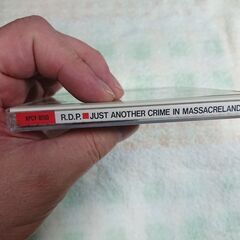 R.D.P. ■ JUST ANOTHER CRIME IN MASSACRELAND